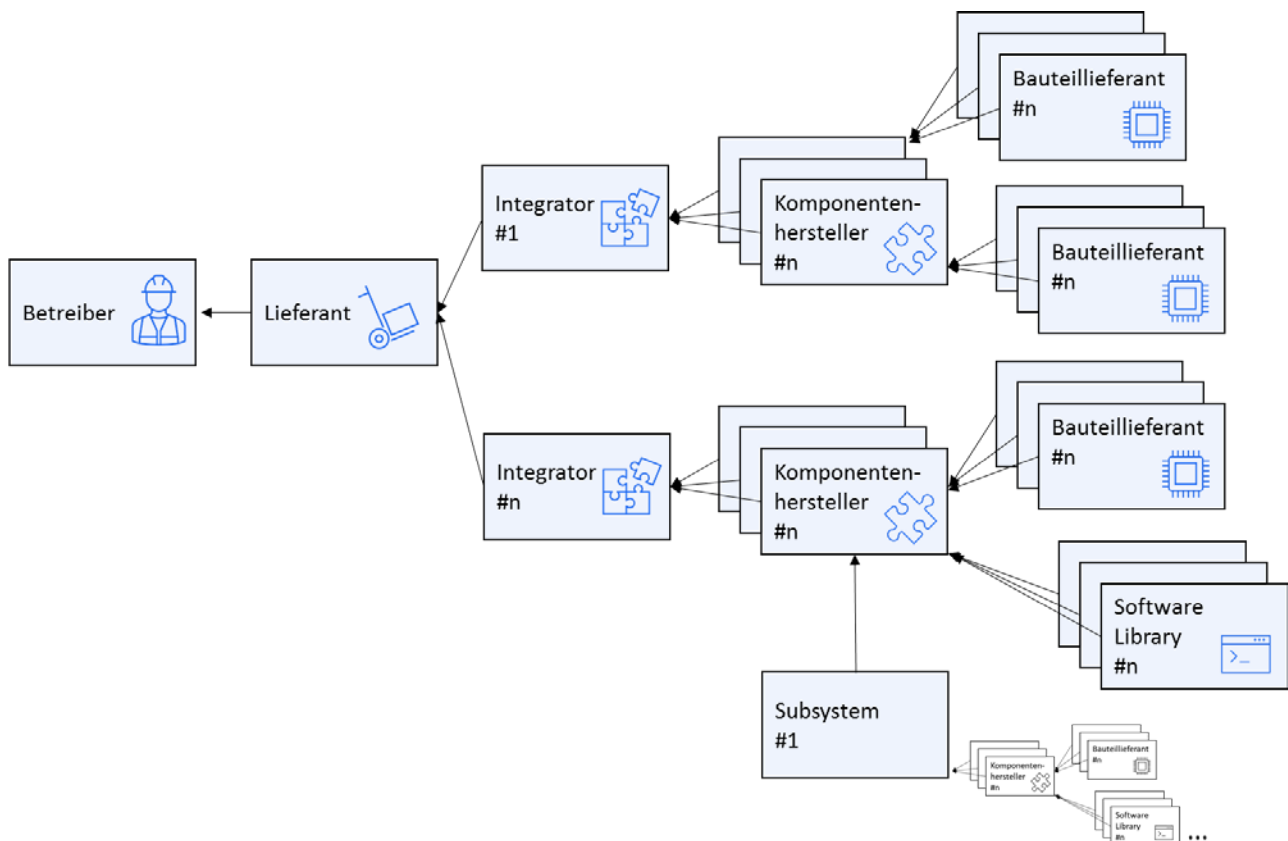 Bauteillieferant
#n
Integrator
#1
Komponenten-
hersteller
#n
Bauteillieferant
#n
Betreiber
Lieferant
Integrator
#n
Komponenten-
hersteller
#n
Bauteillieferant
#n
Software
Library
#n
>_
Subsystem
#1
Komponenten-
hersteller
#n
Bauteillieferant
#n
Software
Library
#n
>_
...